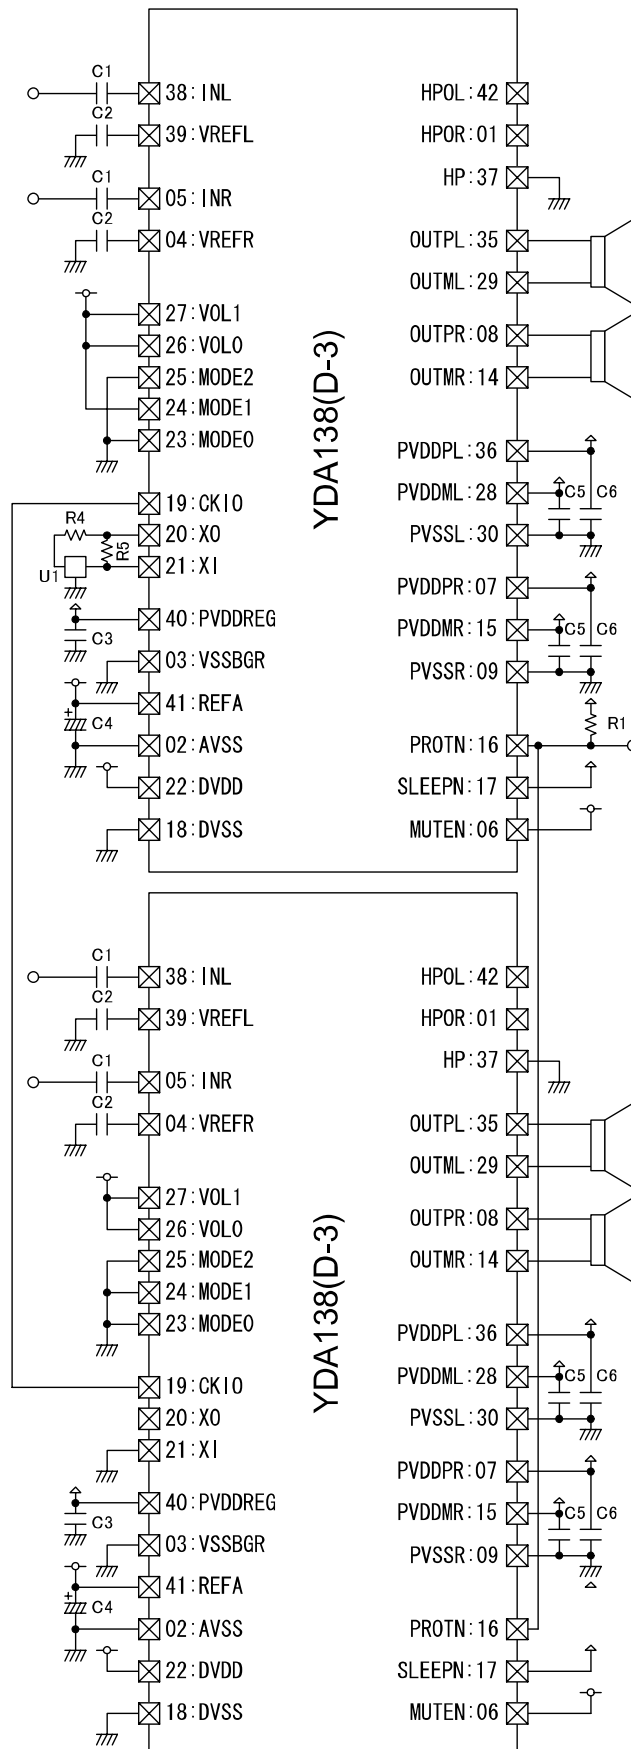 C1
38:INL
HPOL:42
C2
39:VREFL
HPOR:01
HP:37
C1
05:INR
C2
04:VREFR
OUTPL:35
OUTML:29
27:VOL1
OUTPR:08
26:VOL0
25:MODE2
OUTMR:14
24:MODE1
23:MODE0
YDA138(D-3)
PVDDPL:36
PVDDML:28
C5
C6
19:CKIO
R4
20:XO
PVSSL:30
R5
U1
21:XI
PVDDPR:07
40:PVDDREG
C3
PVDDMR:15
C5
C6
03:VSSBGR
PVSSR:09
41:REFA
+
C4
R1
02:AVSS
PROTN:16
22:DVDD
SLEEPN:17
18:DVSS
MUTEN:06
C1
38:INL
HPOL:42
C2
39:VREFL
HPOR:01
HP:37
C1
05:INR
C2
04:VREFR
OUTPL:35
OUTML:29
27:VOL1
OUTPR:08
26:VOL0
25:MODE2
OUTMR:14
24:MODE1
23:MODE0
YDA138(D-3)
PVDDPL:36
PVDDML:28
C5
C6
19:CKIO
20:XO
PVSSL:30
21:XI
PVDDPR:07
40:PVDDREG
C3
PVDDMR:15
C5
C6
03:VSSBGR
PVSSR:09
41:REFA
+
C4
02:AVSS
PROTN:16
22:DVDD
SLEEPN:17
18:DVSS
MUTEN:06